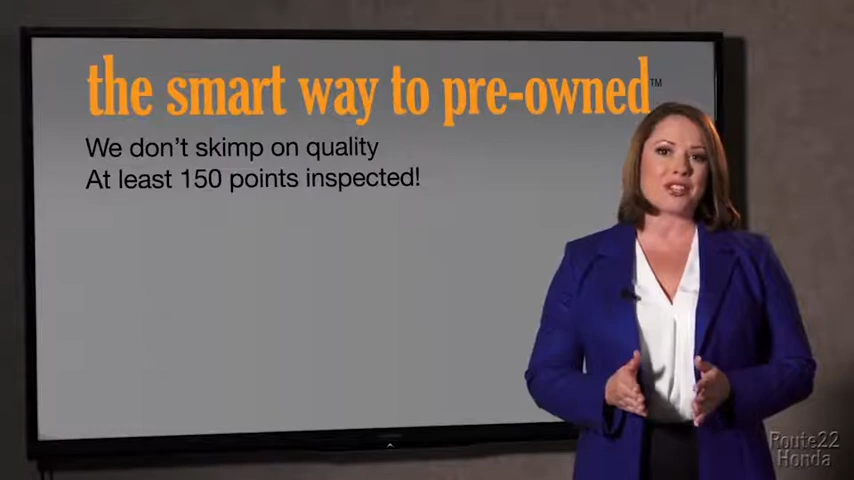 the smart way to pre-owned™
We don't skimp on quality
At least 150 points inspected!
Route22
Honda